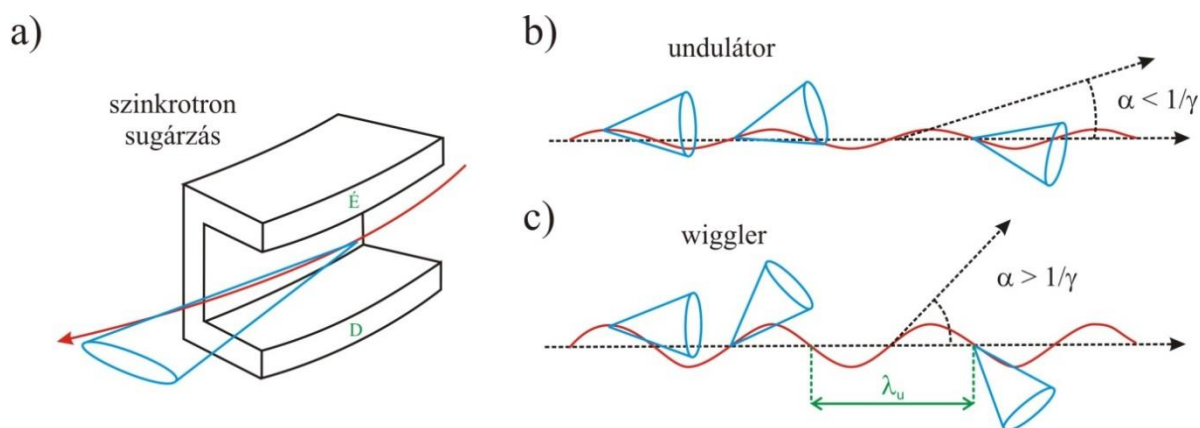 a)
szinkrotron
sugárzás
É
D
b)
undulátor
α < 1/γ
c)
wiggler
α > 1/γ
λu